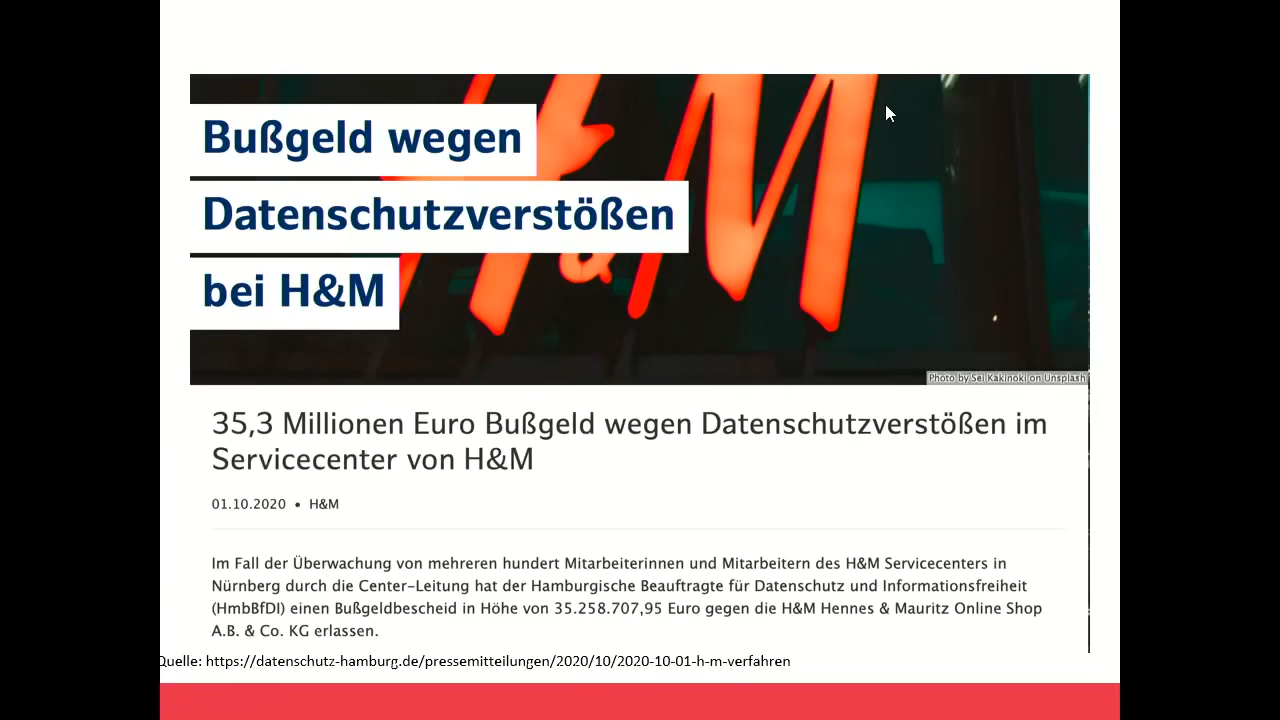 Bußgeld wegen
Datenschutzverstößen
bei H&M
H&M
Photo by Sei Kakinoki on Unsplash
35,3 Millionen Euro Bußgeld wegen Datenschutzverstößen im
Servicecenter von H&M
01.10.2020 • H&M
Im Fall der Überwachung von mehreren hundert Mitarbeiterinnen und Mitarbeitern des H&M Servicecenters in
Nürnberg durch die Center-Leitung hat der Hamburgische Beauftragte für Datenschutz und Informationsfreiheit
(HmbBfDI) einen Bußgeldbescheid in Höhe von 35.258.707,95 Euro gegen die H&M Hennes & Mauritz Online Shop
A.B. & Co. KG erlassen.
Quelle: https://datenschutz-hamburg.de/pressemitteilungen/2020/10/2020-10-01-h-m-verfahren